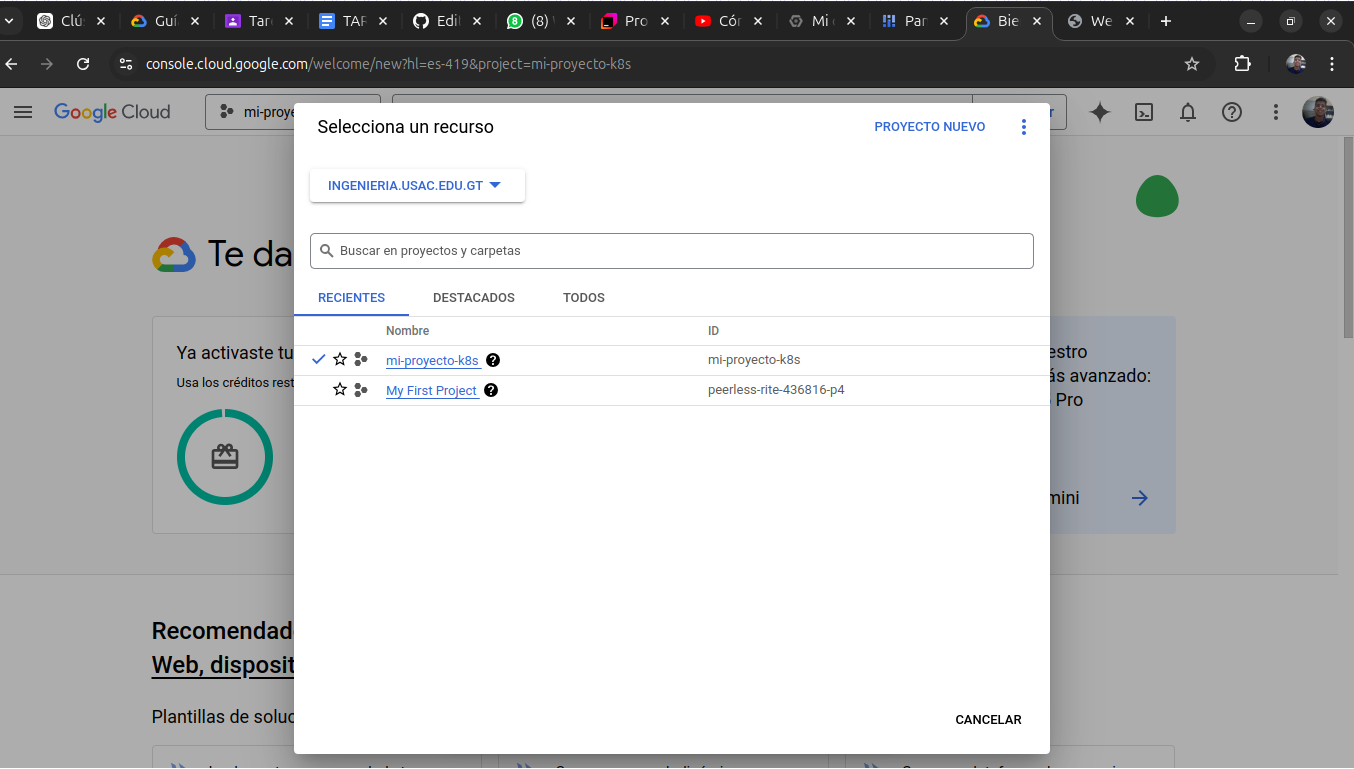 Clús
Guí
Tar
TAR
Edi
(8)
Pro
Cór
Mi
Par
Bie
We
console.cloud.google.com/welcome/new?hl=es-419&project=mi-proyecto-k8s
Google Cloud
mi-proye
r
Selecciona un recurso
PROYECTO NUEVO
INGENIERIA.USAC.EDU.GT
Buscar en proyectos y carpetas
RECIENTES DESTACADOS TODOS
Nombre ID
mi-proyecto-k8s mi-proyecto-k8s
My First Project peerless-rite-436816-p4
CANCELAR
Te da
Ya activaste tu
Usa los créditos rest
estro
ás avanzado:
Pro
mini
Recomendad
Web, disposit
Plantillas de soluc